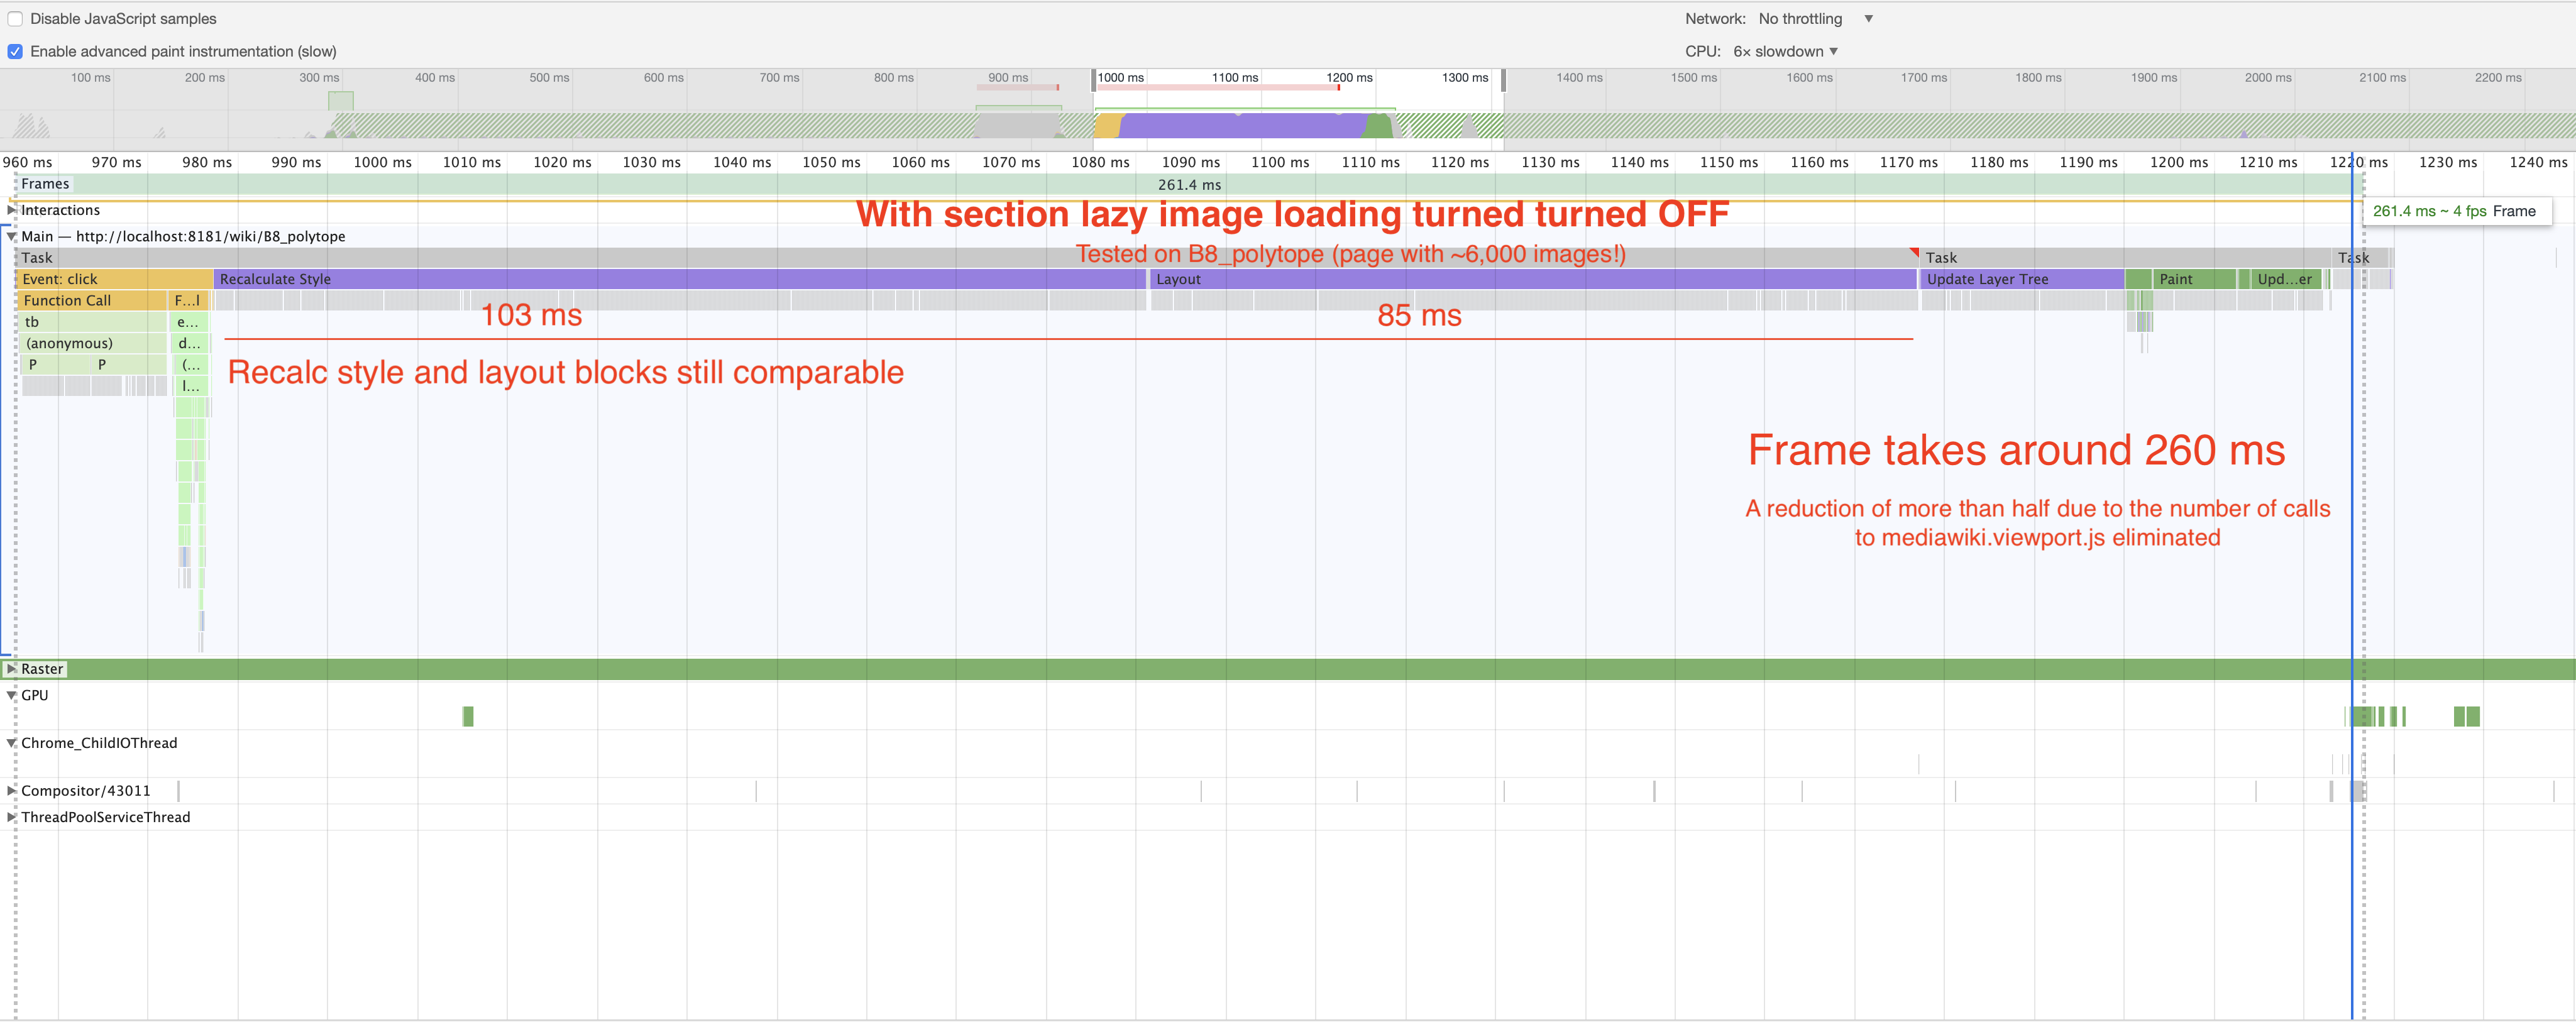 Disable JavaScript samples
Network: No throttling
Enable advanced paint instrumentation (slow)
CPU: 6× slowdown
100 ms 200 ms 300 ms 400 ms 500 ms 600 ms 700 ms 800 ms 900 ms 1000 ms 1100 ms 1200 ms 1300 ms 1400 ms 1500 ms 1600 ms 1700 ms 1800 ms 1900 ms 2000 ms 2100 ms 2200 ms
960 ms 970 ms 980 ms 990 ms 1000 ms 1010 ms 1020 ms 1030 ms 1040 ms 1050 ms 1060 ms 1070 ms 1080 ms 1090 ms 1100 ms 1110 ms 1120 ms 1130 ms 1140 ms 1150 ms 1160 ms 1170 ms 1180 ms 1190 ms 1200 ms 1210 ms 1220 ms 1230 ms 1240 ms
Frames 261.4 ms
Interactions
With section lazy image loading turned turned OFF
261.4 ms ~ 4 fps Frame
Main — http://localhost:8181/wiki/B8_polytope
Tested on B8_polytope (page with ~6,000 images!)
Task Task Task
Event: click Recalculate Style Layout Update Layer Tree Paint Upd...er
Function Call F...l
103 ms 85 ms
tb e...
(anonymous) d...
P P (...
Recalc style and layout blocks still comparable
l...
Frame takes around 260 ms
A reduction of more than half due to the number of calls
to mediawiki.viewport.js eliminated
Raster
GPU
Chrome_ChildIOThread
Compositor/43011
ThreadPoolServiceThread